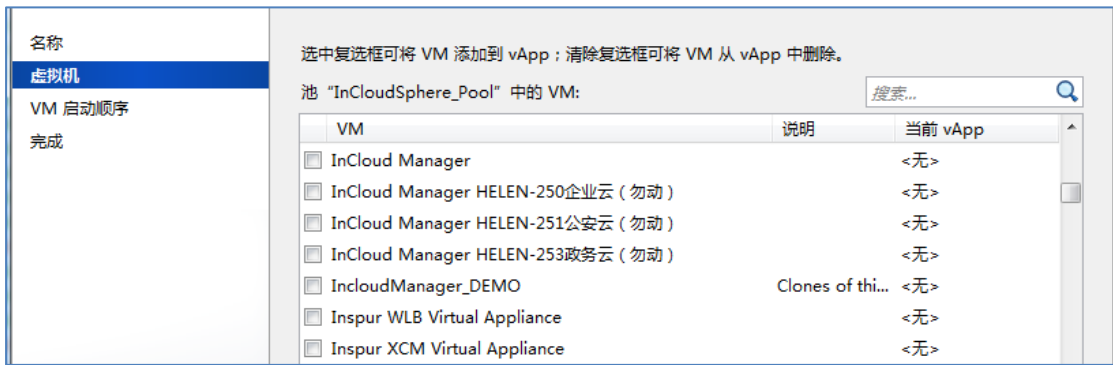 名称
虚拟机
VM 启动顺序
完成
选中复选框可将 VM 添加到 vApp；清除复选框可将 VM 从 vApp 中删除。
池“InCloudSphere_Pool”中的 VM:
搜索...
VM 说明 当前 vApp
InCloud Manager <无>
InCloud Manager HELEN-250企业云（勿动） <无>
InCloud Manager HELEN-251公安云（勿动） <无>
InCloud Manager HELEN-253政务云（勿动） <无>
IncloudManager_DEMO Clones of thi... <无>
Inspur WLB Virtual Appliance <无>
Inspur XCM Virtual Appliance <无>